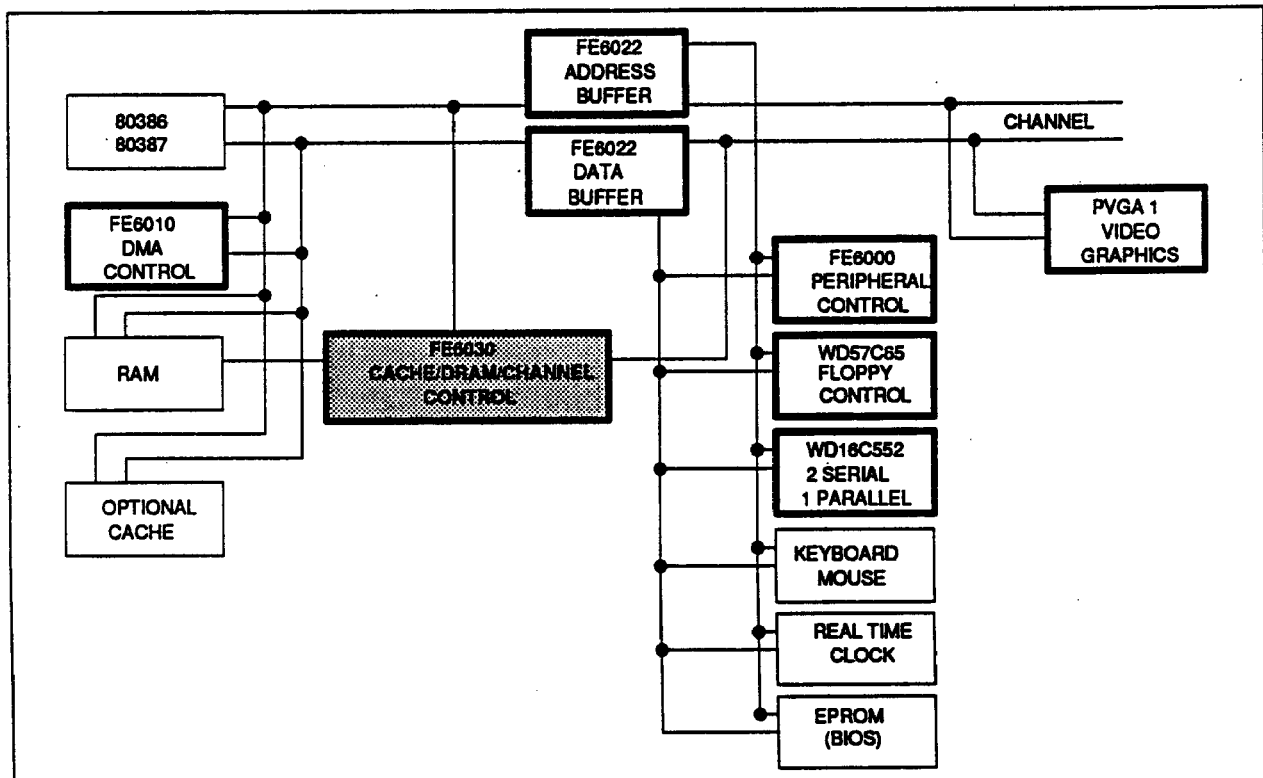 FE6022
ADDRESS
BUFFER
80386
80387
CHANNEL
FE6022
DATA
BUFFER
FE6010
DMA
CONTROL
PVGA 1
VIDEO
GRAPHICS
FE6000
PERIPHERAL
CONTROL
RAM
FE6030
CACHE/DRAM/CHANNEL
CONTROL
WD57C65
FLOPPY
CONTROL
WD16C552
2 SERIAL
1 PARALLEL
OPTIONAL
CACHE
KEYBOARD
MOUSE
REAL TIME
CLOCK
EPROM
(BIOS)